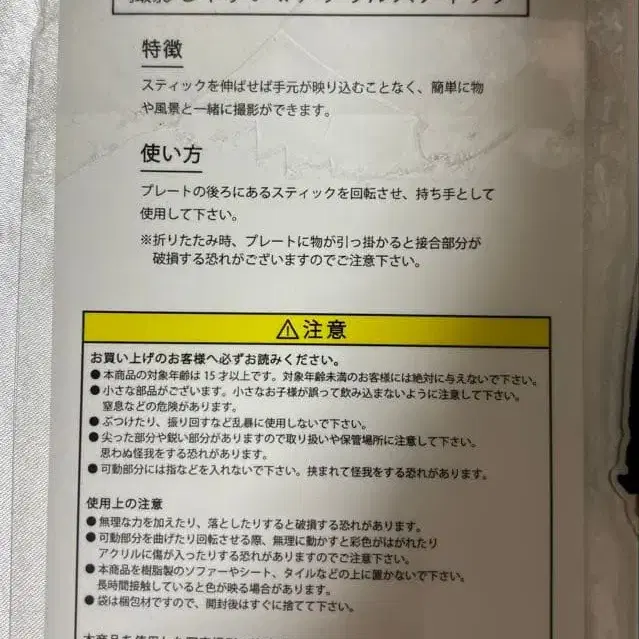 特徴
スティックを伸ばせば手元が映り込むことなく、簡単に物
や風景と一緒に撮影ができます。
使い方
プレートの後ろにあるスティックを回転させ、持ち手として
使用して下さい。
※折りたたみ時、プレートに物が引っ掛かると接合部分が
破損する恐れがございますのでご注意下さい。
⚠注意
お買い上げのお客様へ必ずお読みください。
●本商品の対象年齢は15才以上です。対象年齢未満のお客様には絶対に与えないで下さい。
●小さな部品がございます。小さなお子様が誤って飲み込まないように注意して下さい。
窒息などの危険があります。
●ぶつけたり、振り回すなど乱暴に使用しないで下さい。
●尖った部分や鋭い部分がありますので取り扱いや保管場所に注意して下さい。
思わぬ怪我をする恐れがあります。
●可動部分には指などを入れないで下さい。挟まれて怪我をする恐れがございます。
使用上の注意
●無理な力を加えたり、落としたりすると破損する恐れがあります。
●可動部分を曲げたり回転させる際、無理に動かすと彩色がはがれたり
アクリルに傷が入ったりする恐れがありますのでご注意下さい。
●本商品を樹脂製のソファーやシート、タイルなどの上に置かないで下さい。
長時間接触していると色が映る場合があります。
●袋は梱包材ですので、開封後はすぐに捨てて下さい。